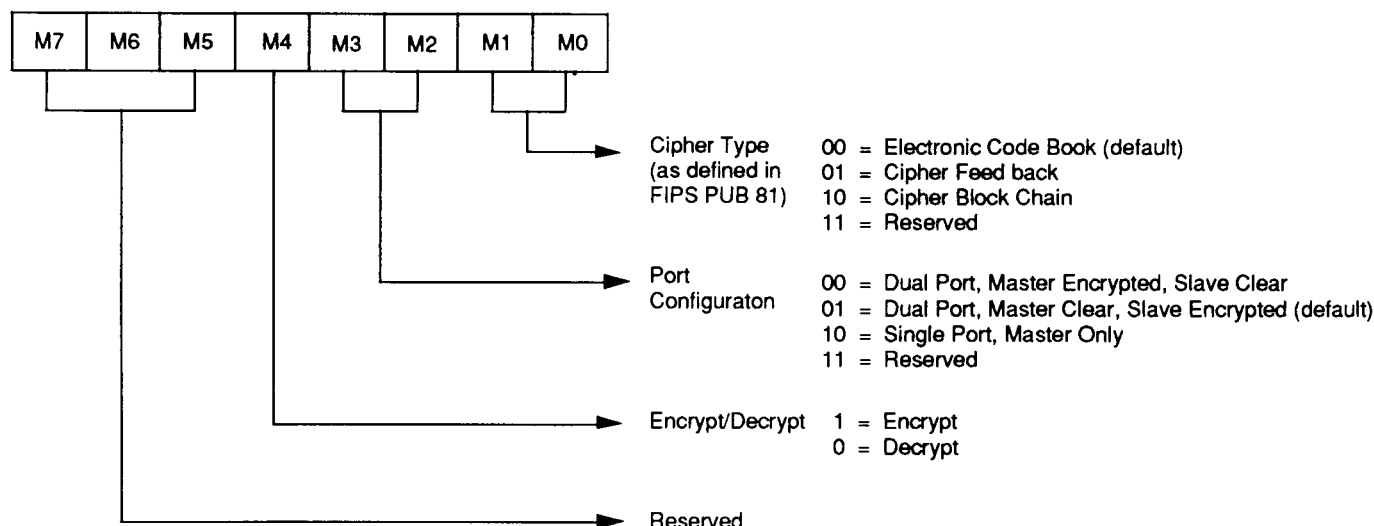 M7 M6 M5 M4 M3 M2 M1 M0
Cipher Type
(as defined in
FIPS PUB 81)
00 = Electronic Code Book (default)
01 = Cipher Feed back
10 = Cipher Block Chain
11 = Reserved
Port
Configuraton
00 = Dual Port, Master Encrypted, Slave Clear
01 = Dual Port, Master Clear, Slave Encrypted (default)
10 = Single Port, Master Only
11 = Reserved
Encrypt/Decrypt
1 = Encrypt
0 = Decrypt
Reserved